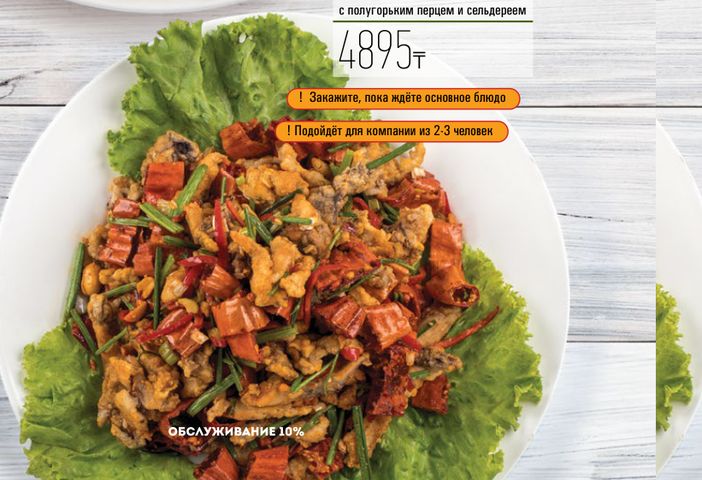 с полугорьким перцем и сельдереем
4895₸
! Закажите, пока ждёте основное блюдо
! Подойдёт для компании из 2-3 человек
ОБСЛУЖИВАНИЕ 10%